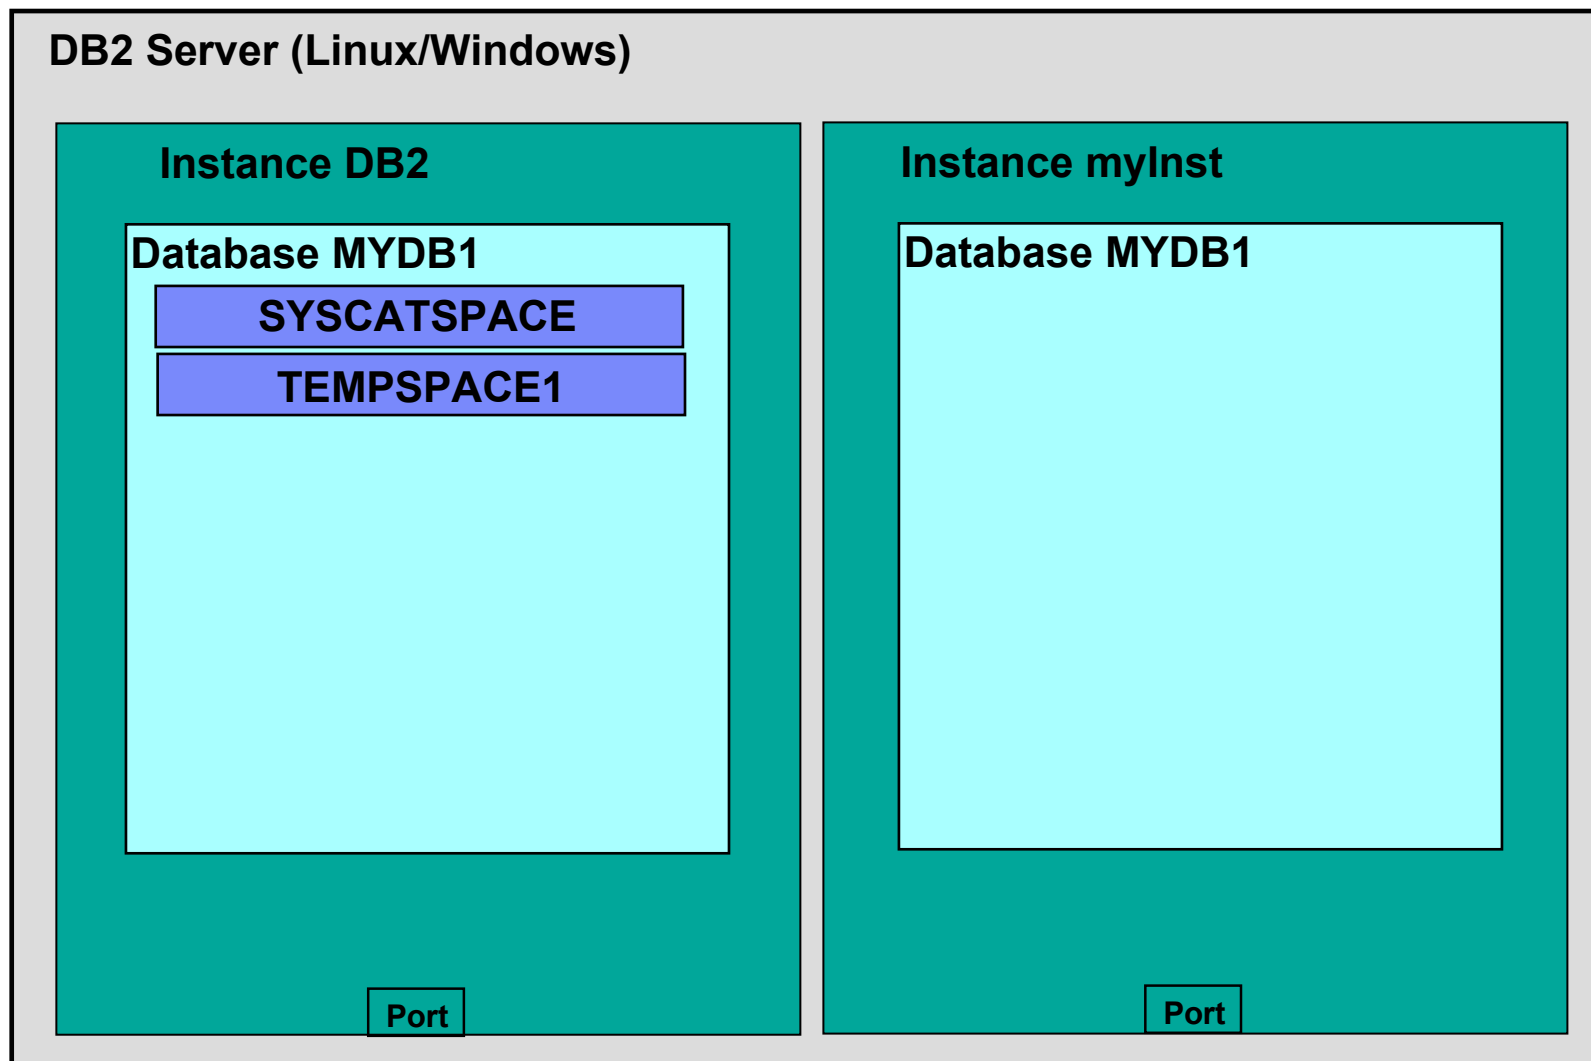 DB2 Server (Linux/Windows)
Instance DB2
Database MYDB1
SYSCATSPACE
TEMPSPACE1
Port
Instance myInst
Database MYDB1
Port